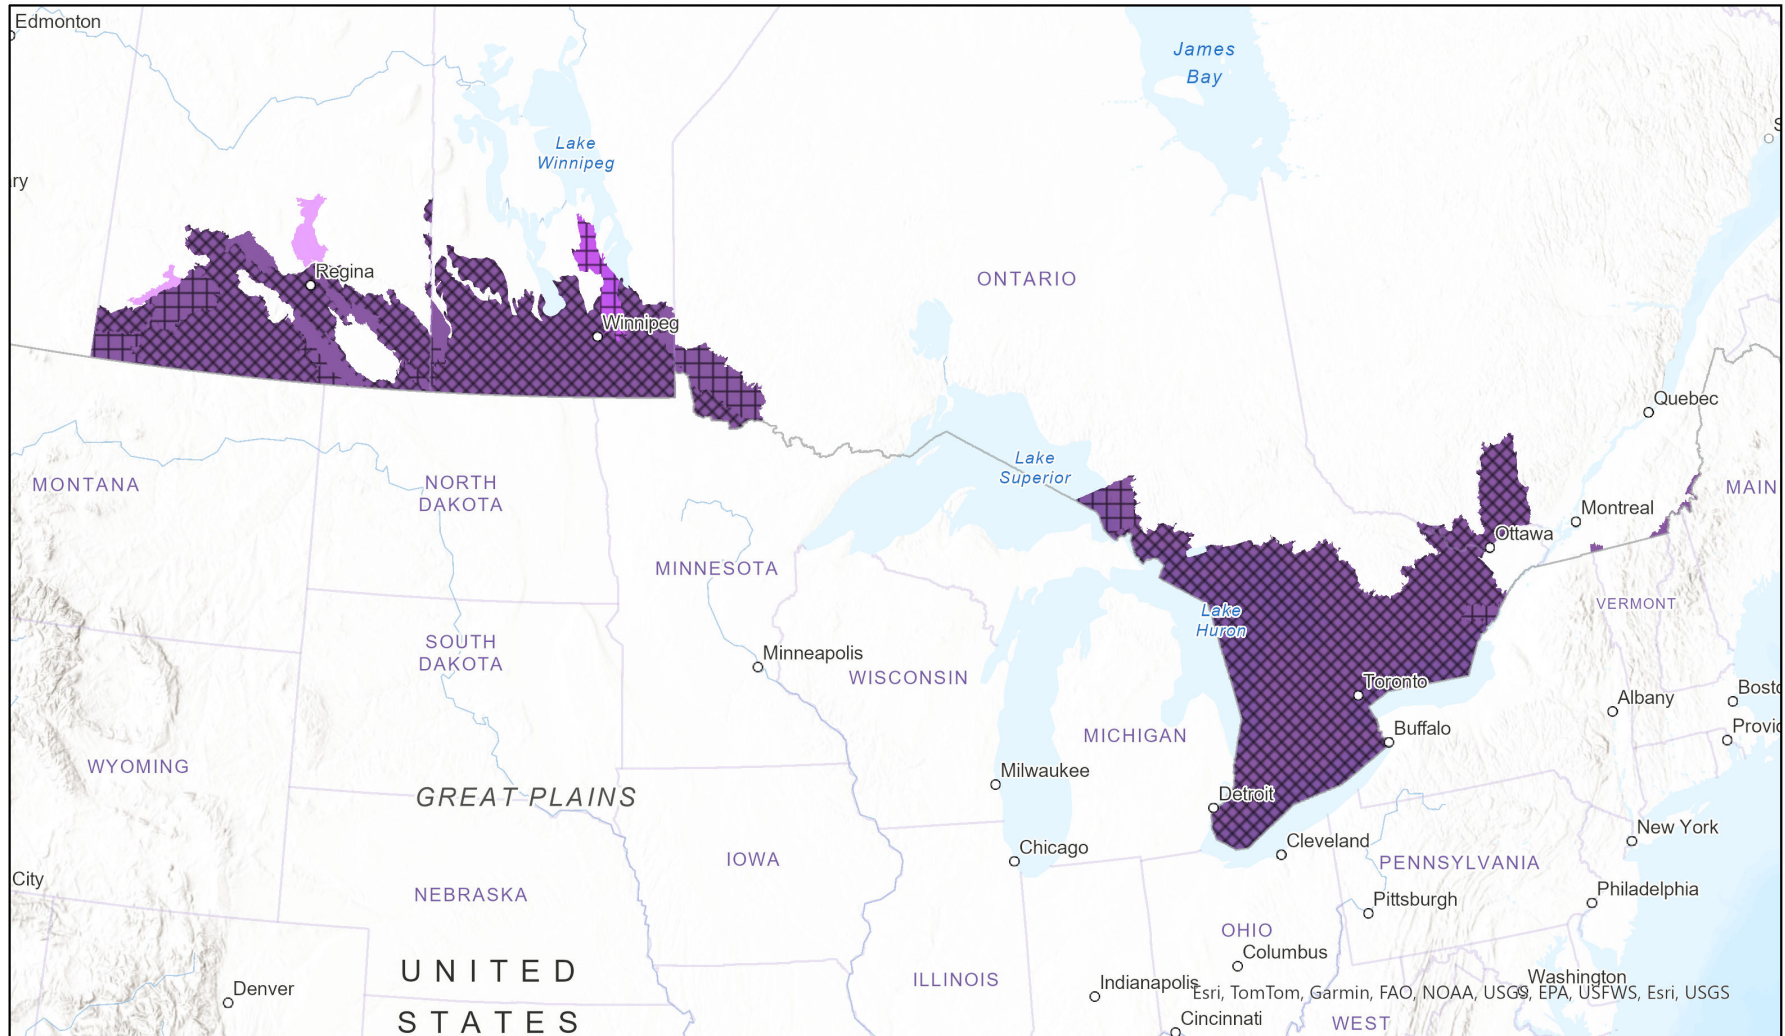 Edmonton
James
Bay
S
Lake
Winnipeg
ry
Regina
ONTARIO
Winnipeg
Quebec
Lake
Superior
MONTANA
NORTH
DAKOTA
MAIN
Montreal
Ottawa
MINNESOTA
Lake
Huron
VERMONT
SOUTH
DAKOTA
Minneapolis
WISCONSIN
Toronto
Albany
Bosto
Buffalo
Provid
MICHIGAN
WYOMING
Milwaukee
GREAT PLAINS
Detroit
New York
Cleveland
Chicago
IOWA
PENNSYLVANIA
City
NEBRASKA
Pittsburgh
Philadelphia
OHIO
Columbus
UNITED
STATES
ILLINOIS
Indianapolis
Washington
Denver
Esri, TomTom, Garmin, FAO, NOAA, USGS, EPA, USFWS, Esri, USGS
Cincinnati
WEST